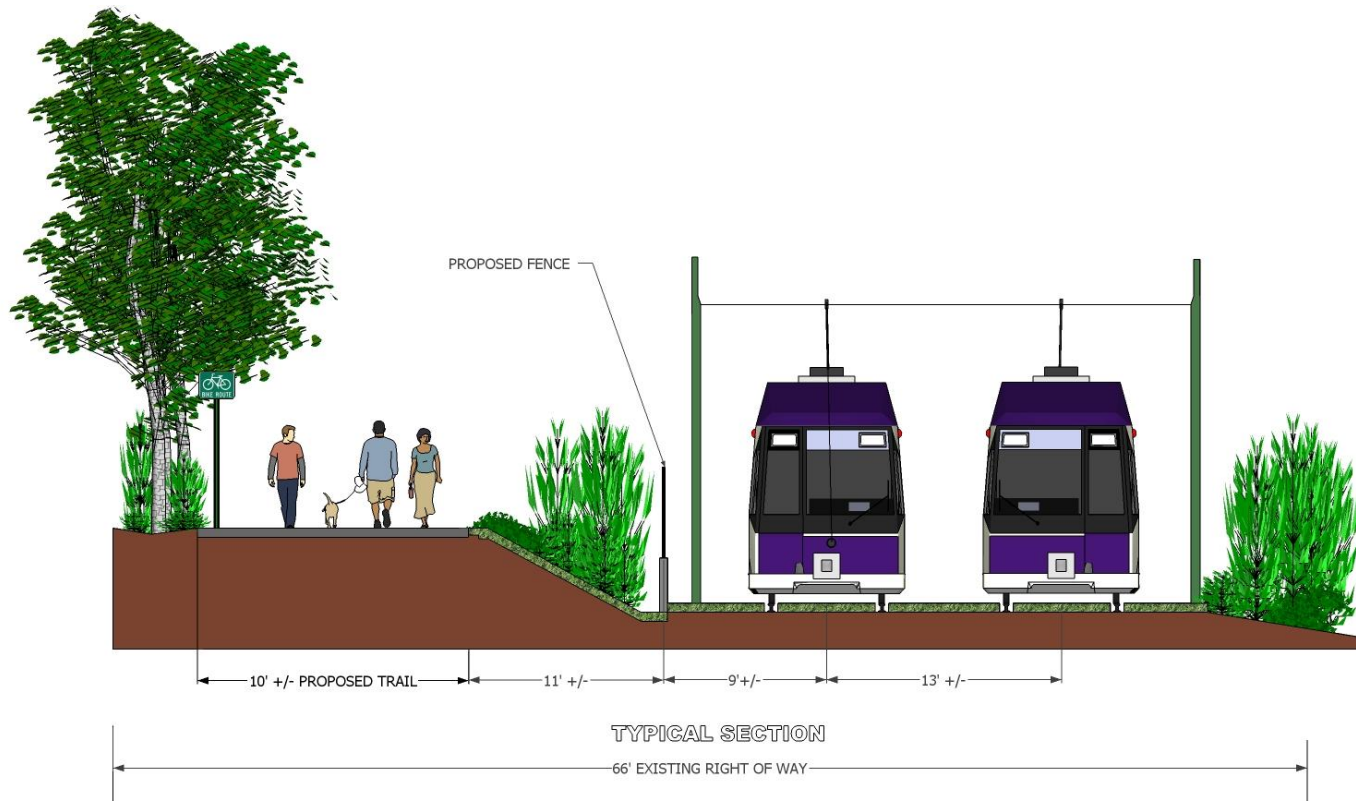 BIKE ROUTE
PROPOSED FENCE
10' +/- PROPOSED TRAIL
11' +/-
9'+/-
13' +/-
TYPICAL SECTION
66' EXISTING RIGHT OF WAY